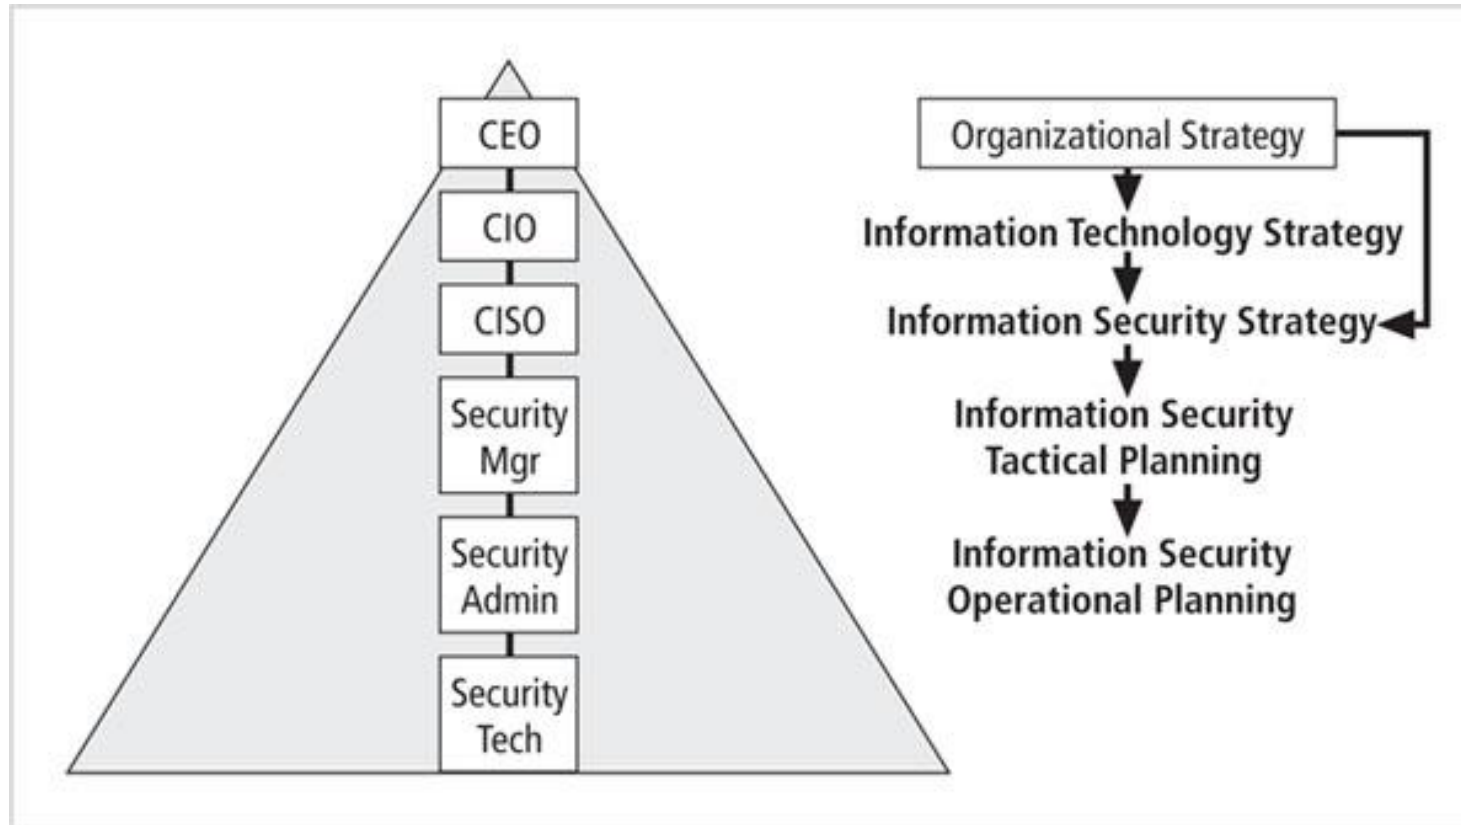 CEO
CIO
CISO
Security
Mgr
Security
Admin
Security
Tech
Organizational Strategy
Information Technology Strategy
Information Security Strategy
Information Security
Tactical Planning
Information Security
Operational Planning